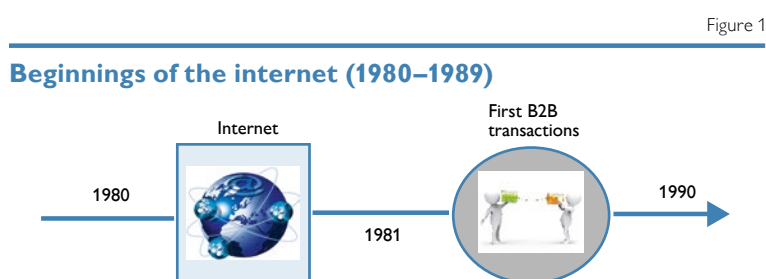 Figure 1
Beginnings of the internet (1980–1989)
Internet
First B2B
transactions
1980
1981
1990